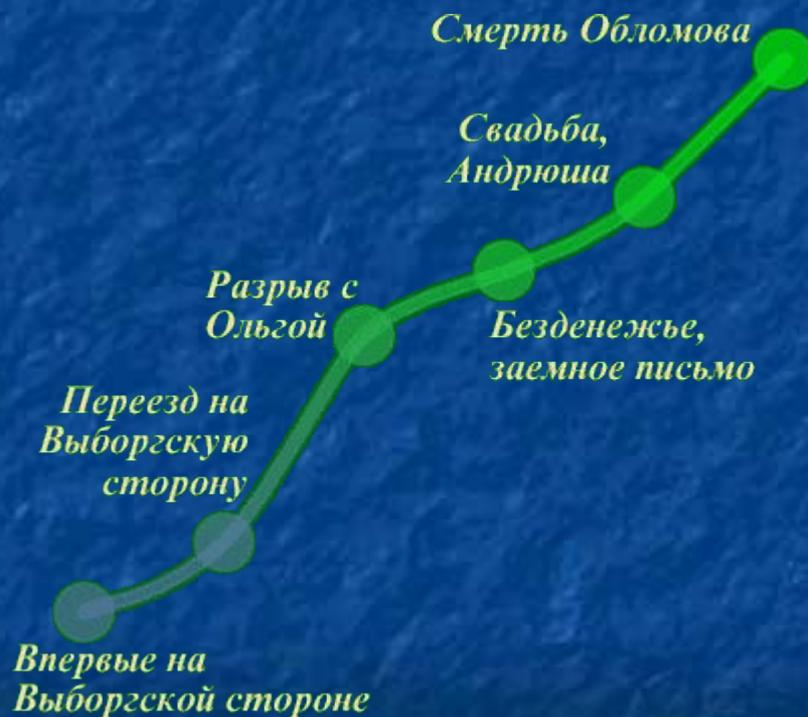 Смерть Обломова
Свадьба,
Андрюша
Разрыв с
Ольгой
Безденежье,
заемное письмо
Переезд на
Выборгскую
сторону
Впервые на
Выборгской стороне